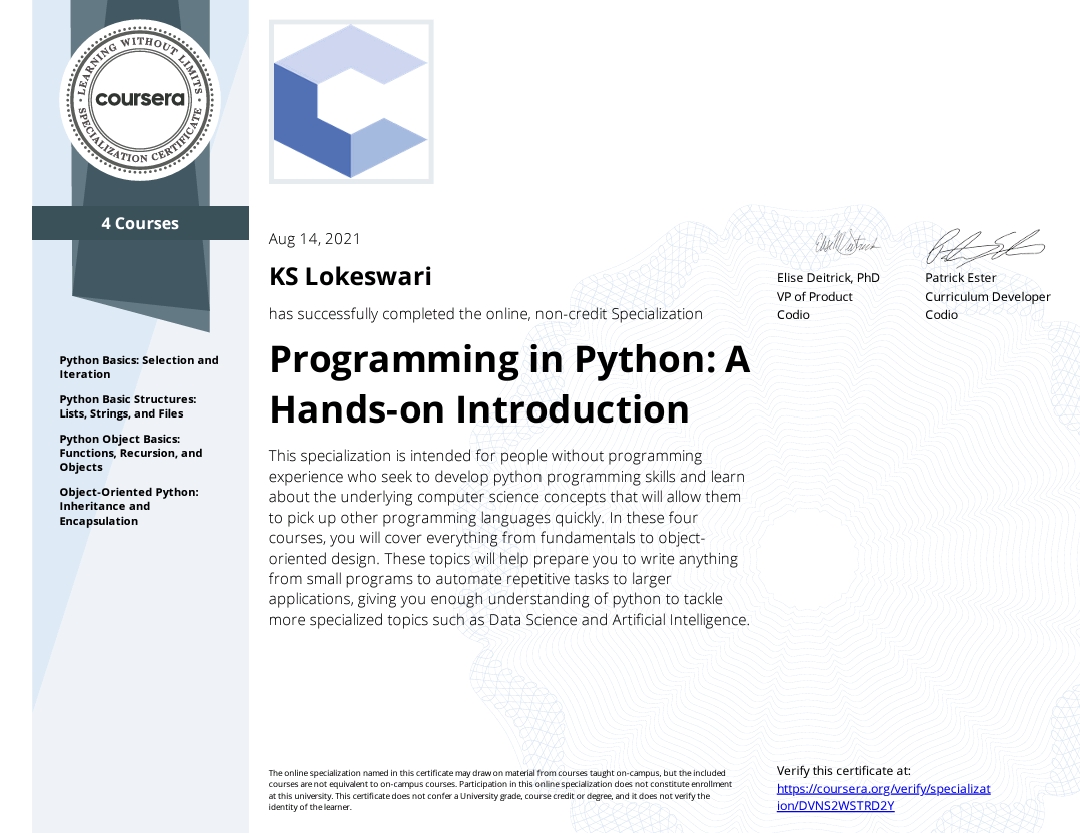 LEARNING WITHOUT LIMITS
coursera
SPECIALIZATION CERTIFICATE
4 Courses
Python Basics: Selection and
Iteration
Python Basic Structures:
Lists, Strings, and Files
Python Object Basics:
Functions, Recursion, and
Objects
Object-Oriented Python:
Inheritance and
Encapsulation
Aug 14, 2021
KS Lokeswari
has successfully completed the online, non-credit Specialization
Programming in Python: A
Hands-on Introduction
This specialization is intended for people without programming
experience who seek to develop python programming skills and learn
about the underlying computer science concepts that will allow them
to pick up other programming languages quickly. In these four
courses, you will cover everything from fundamentals to object-
oriented design. These topics will help prepare you to write anything
from small programs to automate repetitive tasks to larger
applications, giving you enough understanding of python to tackle
more specialized topics such as Data Science and Artificial Intelligence.
Elise Deitrick, PhD
VP of Product
Codio
Patrick Ester
Curriculum Developer
Codio
The online specialization named in this certificate may draw on material from courses taught on-campus, but the included
courses are not equivalent to on-campus courses. Participation in this online specialization does not constitute enrollment
at this university. This certificate does not confer a University grade, course credit or degree, and it does not verify the
identity of the learner.
Verify this certificate at:
https://coursera.org/verify/specializat
ion/DVNS2WSTRD2Y